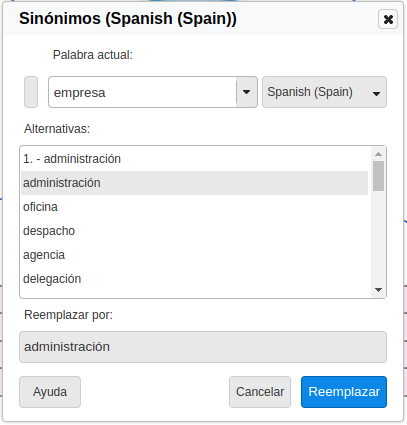 Sinónimos (Spanish (Spain))
Palabra actual:
empresa
Spanish (Spain)
Alternativas:
1. - administración
administración
oficina
despacho
agencia
delegación
Reemplazar por:
administración
Ayuda
Cancelar
Reemplazar